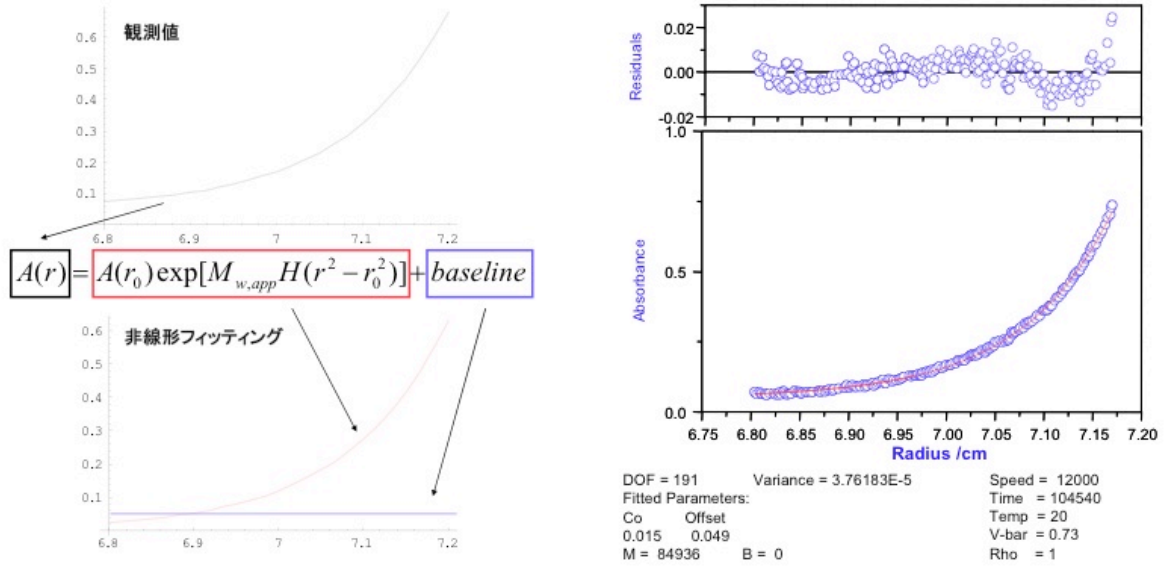 観測値
0.6
0.5
0.4
0.3
0.2
0.1
6.8
6.9
7
7.1
7.2
A(r) = A(r₀)exp[M_{w,app}H(r² − r₀²)] + baseline
非線形フィッティング
0.6
0.5
0.4
0.3
0.2
0.1
6.8
6.9
7
7.1
7.2
Residuals
0.02
0.00
-0.02
Absorbance
1.0
0.5
0.0
6.75 6.80 6.85 6.90 6.95 7.00 7.05 7.10 7.15 7.20
Radius /cm
DOF = 191 Variance = 3.76183E-5
Fitted Parameters:
Co Offset
0.015 0.049
M = 84936 B = 0
Speed = 12000
Time = 104540
Temp = 20
V-bar = 0.73
Rho = 1